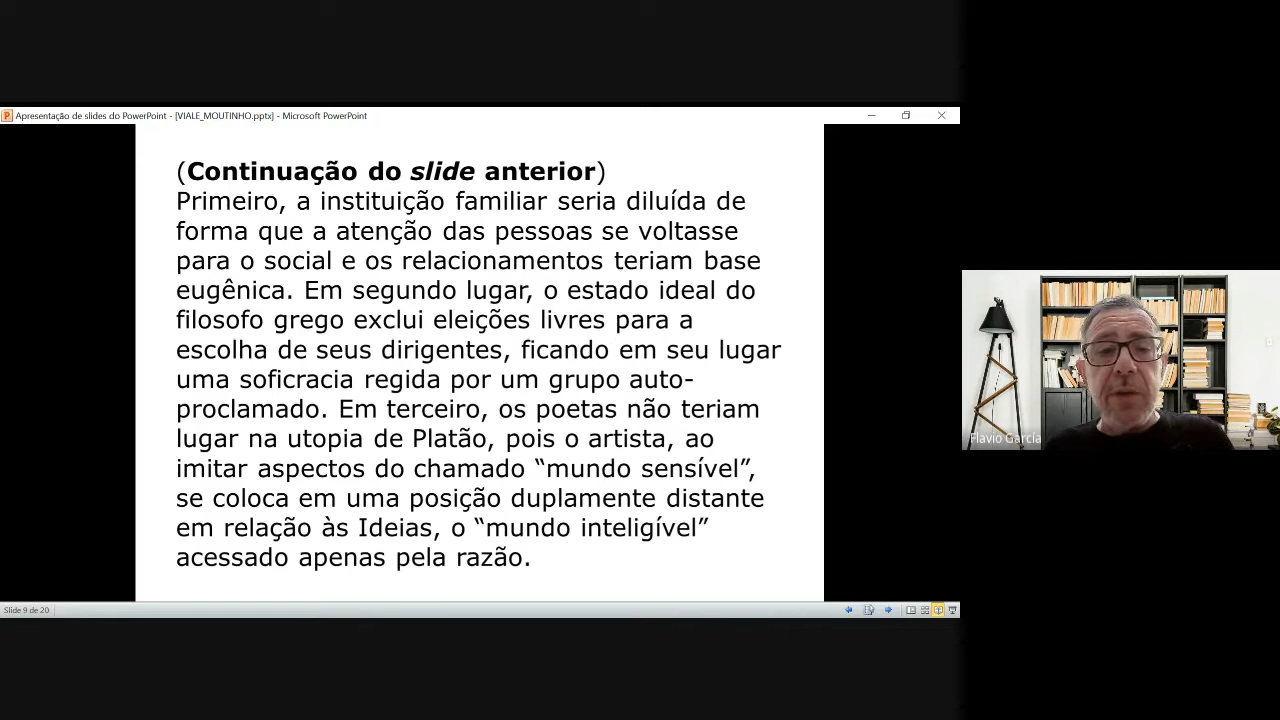 Apresentação de slides do PowerPoint - [VIALE_MOUTINHO.pptx] - Microsoft PowerPoint
(Continuação do slide anterior)
Primeiro, a instituição familiar seria diluída de
forma que a atenção das pessoas se voltasse
para o social e os relacionamentos teriam base
eugênica. Em segundo lugar, o estado ideal do
filosofo grego exclui eleições livres para a
escolha de seus dirigentes, ficando em seu lugar
uma soficracia regida por um grupo auto-
proclamado. Em terceiro, os poetas não teriam
lugar na utopia de Platão, pois o artista, ao
imitar aspectos do chamado “mundo sensível”,
se coloca em uma posição duplamente distante
em relação às Ideias, o “mundo inteligível”
acessado apenas pela razão.
Flavio García
Slide 9 de 20